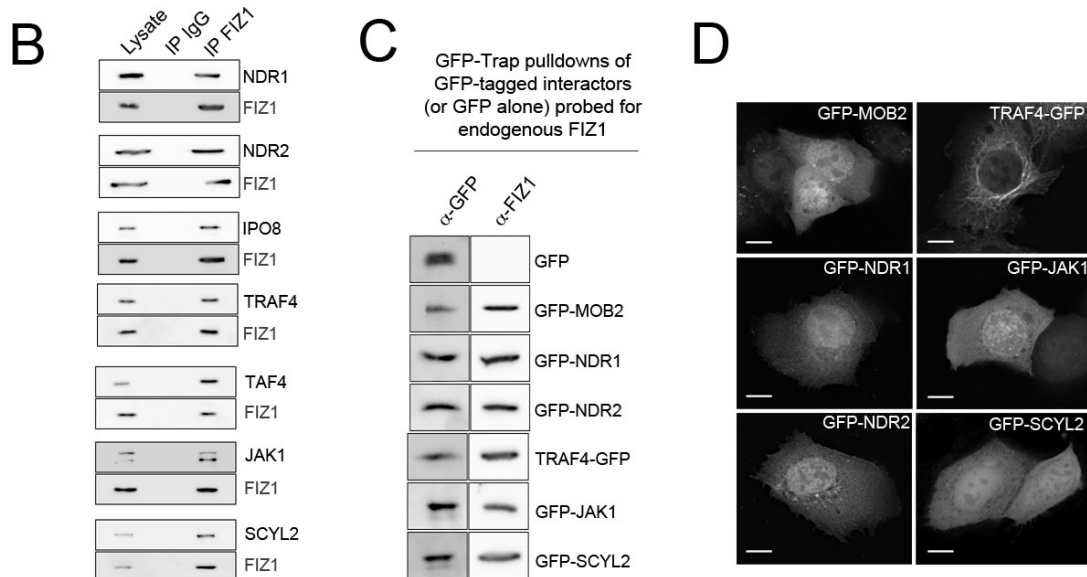 B
Lysate
IP IgG
IP FIZ1
NDR1
FIZ1
NDR2
FIZ1
IPO8
FIZ1
TRAF4
FIZ1
TAF4
FIZ1
JAK1
FIZ1
SCYL2
FIZ1
C
GFP-Trap pulldowns of
GFP-tagged interactors
(or GFP alone) probed for
endogenous FIZ1
α-GFP
α-FIZ1
GFP
GFP-MOB2
GFP-NDR1
GFP-NDR2
TRAF4-GFP
GFP-JAK1
GFP-SCYL2
D
GFP-MOB2
TRAF4-GFP
GFP-NDR1
GFP-JAK1
GFP-NDR2
GFP-SCYL2